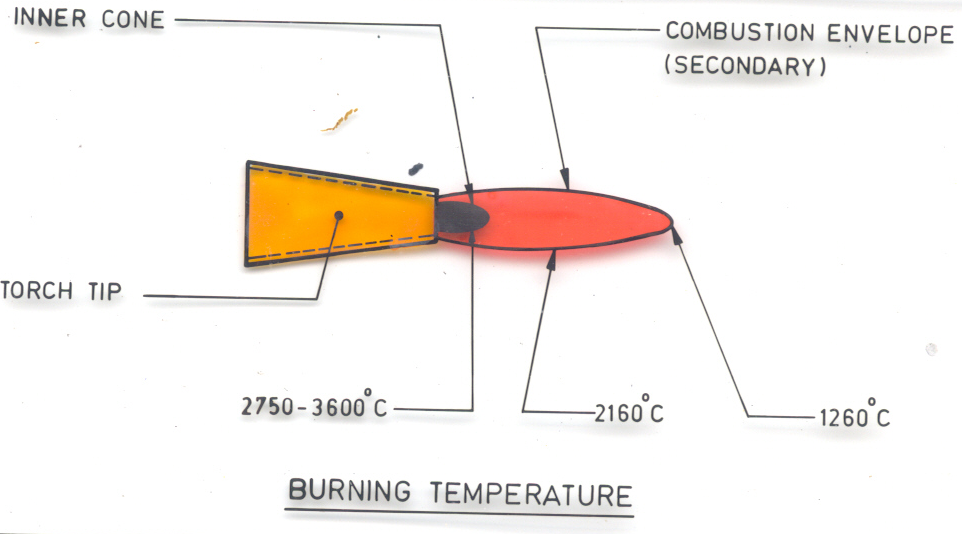 INNER CONE
COMBUSTION ENVELOPE
(SECONDARY)
TORCH TIP
2750-3600°C
2160°C
1260°C
BURNING TEMPERATURE